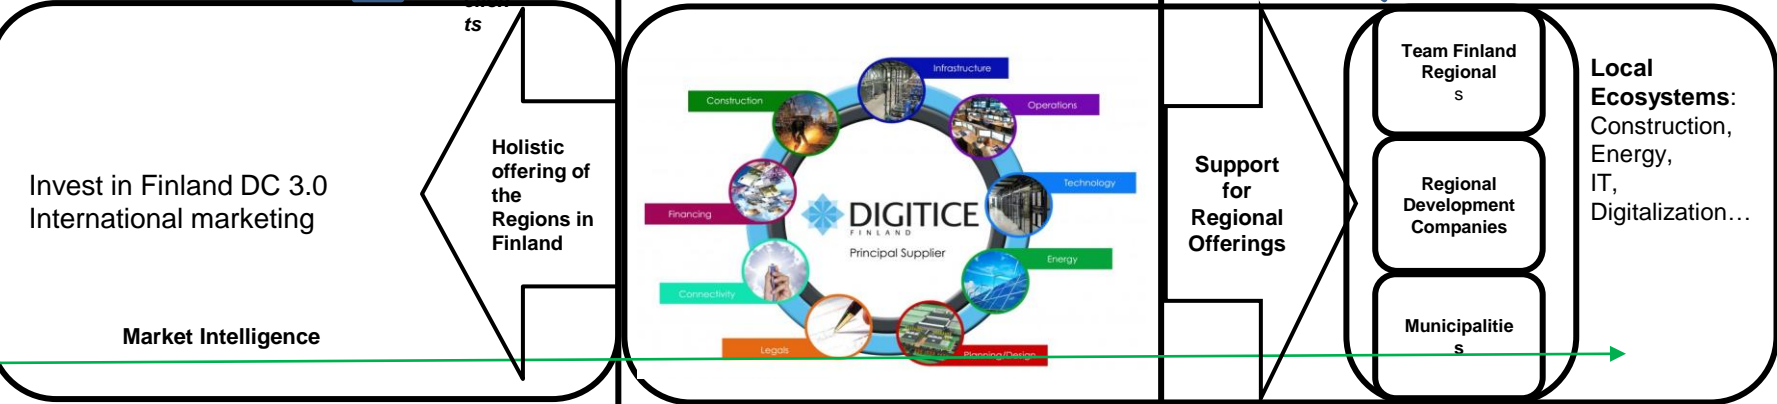 ts
Invest in Finland DC 3.0
International marketing
Market Intelligence
Holistic
offering of
the
Regions in
Finland
Infrastructure
Construction
Operations
Technology
Financing
DIGITICE
FINLAND
Principal Supplier
Energy
Connectivity
Legals
Planning/Design
Support
for
Regional
Offerings
Team Finland
Regional
s
Regional
Development
Companies
Municipalitie
s
Local
Ecosystems:
Construction,
Energy,
IT,
Digitalization…